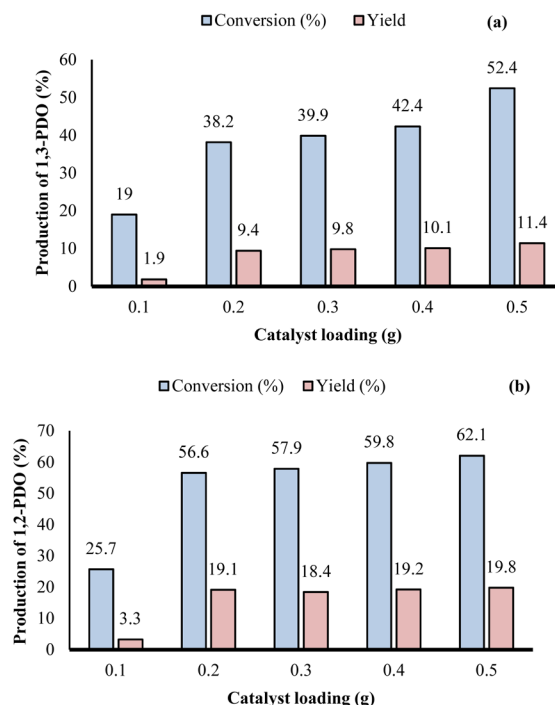 Conversion (%) Yield (a)
Production of 1,3-PDO (%)
60
50
40
30
20
10
0
19 38.2 39.9 42.4 52.4
1.9 9.4 9.8 10.1 11.4
0.1 0.2 0.3 0.4 0.5
Catalyst loading (g)
Conversion (%) Yield (%) (b)
Production of 1,2-PDO (%)
70
60
50
40
30
20
10
0
25.7 56.6 57.9 59.8 62.1
3.3 19.1 18.4 19.2 19.8
0.1 0.2 0.3 0.4 0.5
Catalyst loading (g)